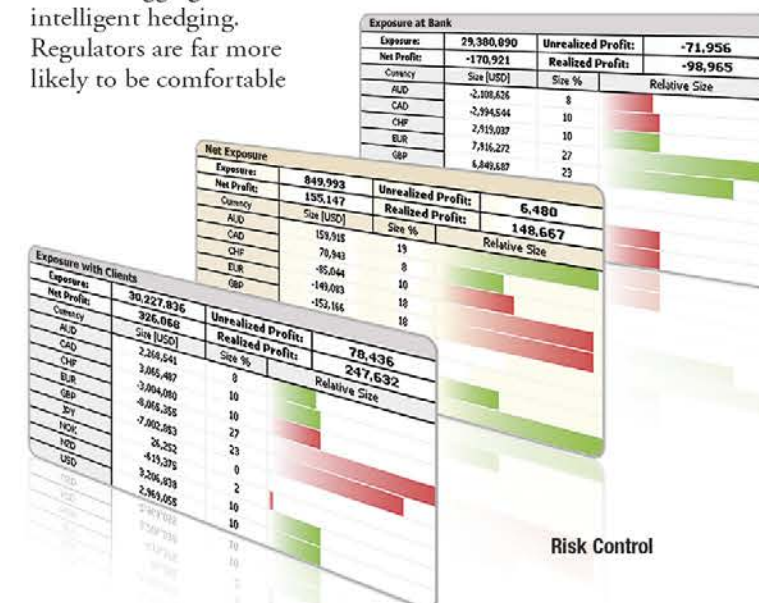 intelligent hedging.
Regulators are far more
likely to be comfortable
Exposure at Bank
Exposure: 29,380,890 Unrealized Profit: -71,956
Net Profit: -170,921 Realized Profit: -98,965
Currency Size [USD] Size % Relative Size
AUD -2,108,626 8
CAD -2,994,544 10
CHF 2,919,037 10
EUR 7,916,272 27
GBP 6,849,687 23
Net Exposure
Exposure: 849,993 Unrealized Profit: 6,480
Net Profit: 155,147 Realized Profit: 148,667
Currency Size [USD] Size % Relative Size
AUD 159,915 19
CAD 70,943 8
CHF -85,044 10
EUR -149,083 18
GBP -153,166 18
Exposure with Clients
Exposure: 30,227,836 Unrealized Profit: 78,436
Net Profit: 326,068 Realized Profit: 247,632
Currency Size [USD] Size % Relative Size
AUD 2,268,541 8
CAD 3,065,487 10
CHF -3,004,080 10
EUR -8,065,355 27
GBP -7,002,853 23
JPY 26,252 0
NOK -619,375 2
NZD 3,206,838 10
USD 2,969,055 10
Risk Control